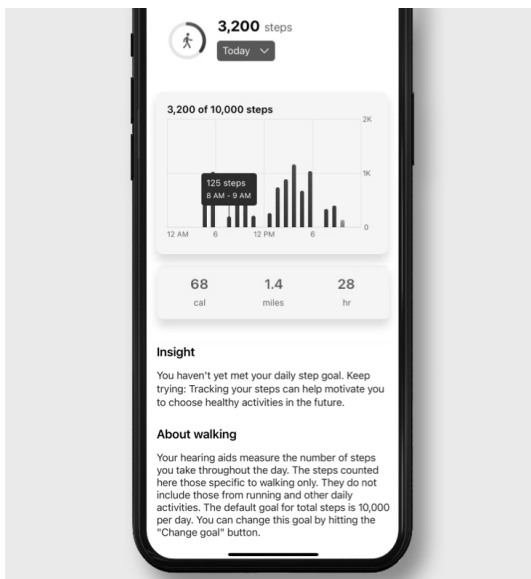 3,200 steps
Today
3,200 of 10,000 steps
2K
125 steps
8 AM - 9 AM
1K
0
12 AM 6 12 PM 6
68 1.4 28
cal miles hr
Insight
You haven't yet met your daily step goal. Keep
trying: Tracking your steps can help motivate you
to choose healthy activities in the future.
About walking
Your hearing aids measure the number of steps
you take throughout the day. The steps counted
here those specific to walking only. They do not
include those from running and other daily
activities. The default goal for total steps is 10,000
per day. You can change this goal by hitting the
"Change goal" button.